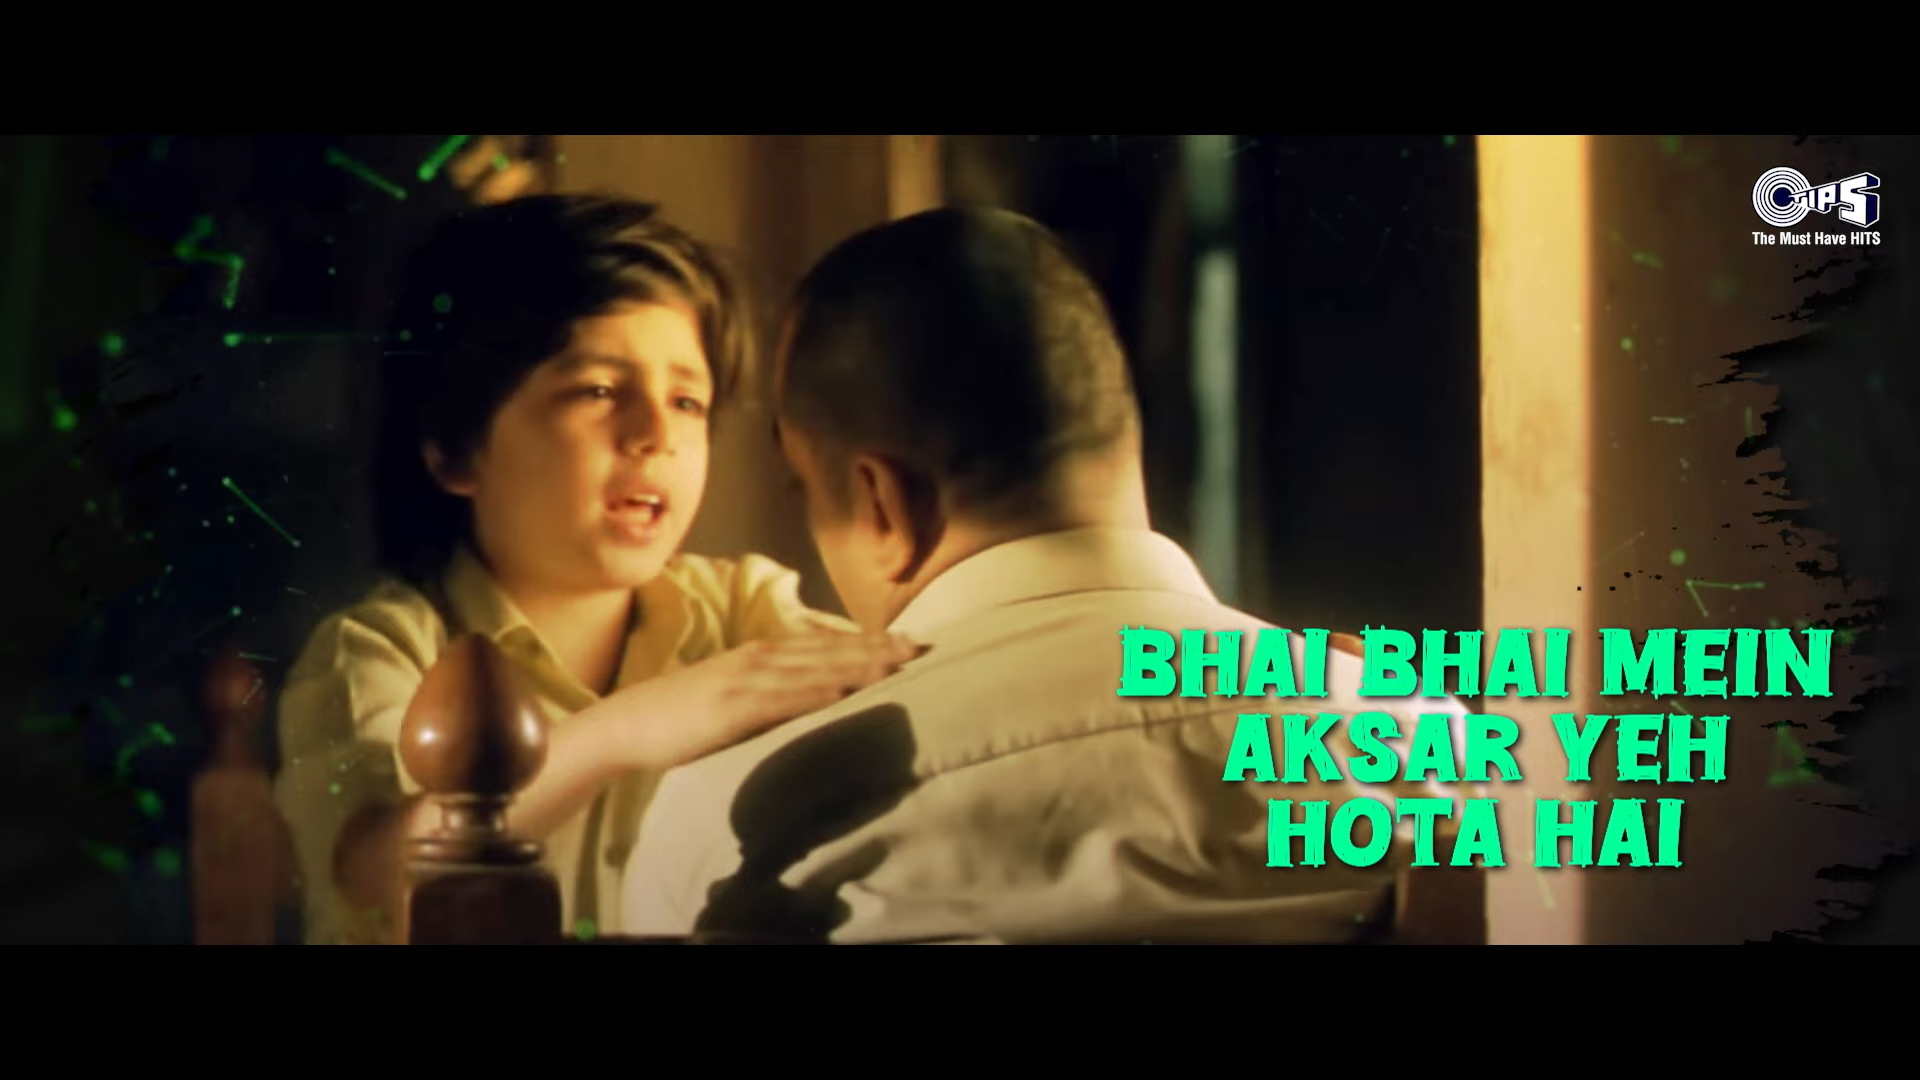 TIPS
The Must Have HITS
BHAI BHAI MEIN
AKSAR YEH
HOTA HAI